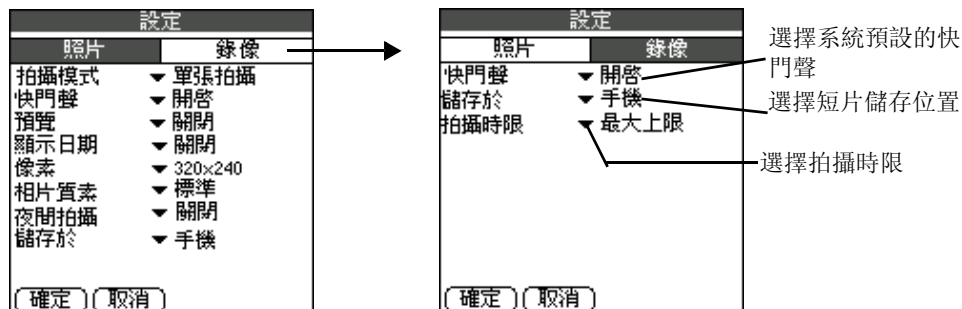 設定
照片 錄像
拍攝模式 單張拍攝
快門聲 開啓
預覽 關閉
顯示日期 關閉
像素 320x240
相片質素 標準
夜間拍攝 關閉
儲存於 手機
確定 取消
設定
照片 錄像
快門聲 開啓
儲存於 手機
拍攝時限 最大上限
確定 取消
選擇系統預設的快
門聲
選擇短片儲存位置
選擇拍攝時限